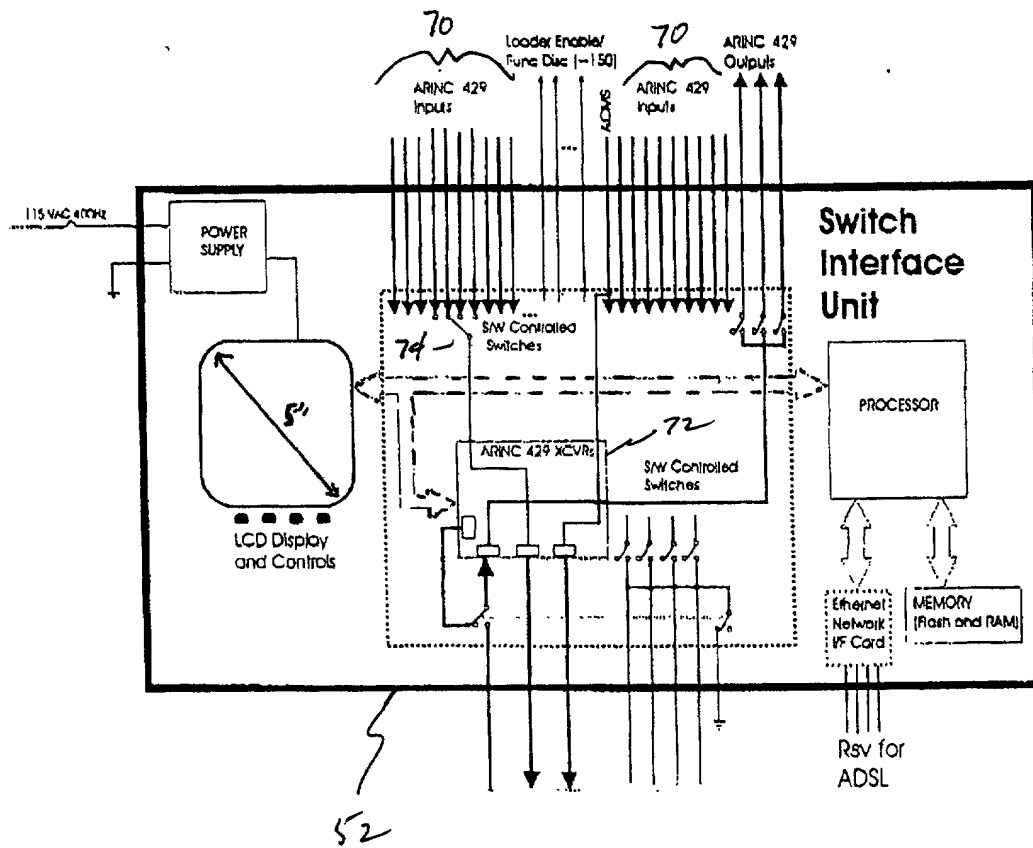 70
Loader Enable/
Func Disc (~150)
70
ARINC 429
Outputs
ARINC 429
Inputs
ARINC 429
Inputs
115 VAC 400Hz
POWER
SUPPLY
Switch
Interface
Unit
...
74
S/W Controlled
Switches
5"
PROCESSOR
72
ARINC 429 XCVRs
S/W Controlled
Switches
LCD Display
and Controls
Ethernet
Network
I/F Card
MEMORY
(Flash and RAM)
Rsv for
ADSL
52